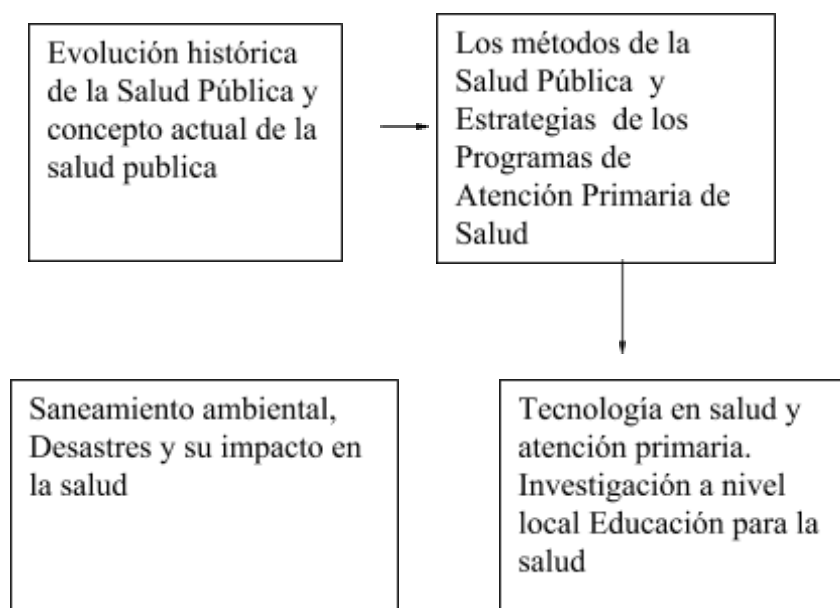 Evolución histórica
de la Salud Pública y
concepto actual de la
salud publica
Los métodos de la
Salud Pública y
Estrategias de los
Programas de
Atención Primaria de
Salud
Saneamiento ambiental,
Desastres y su impacto en
la salud
Tecnología en salud y
atención primaria.
Investigación a nivel
local Educación para la
salud